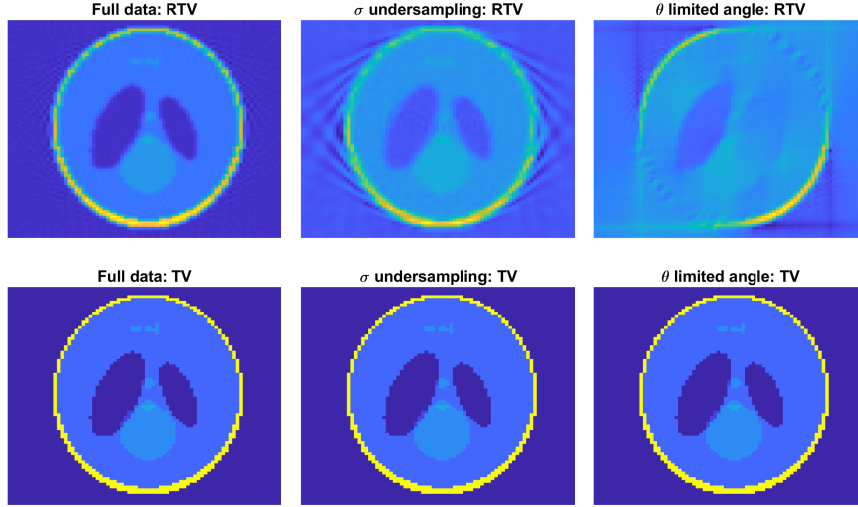 Full data: RTV
σ undersampling: RTV
θ limited angle: RTV
Full data: TV
σ undersampling: TV
θ limited angle: TV